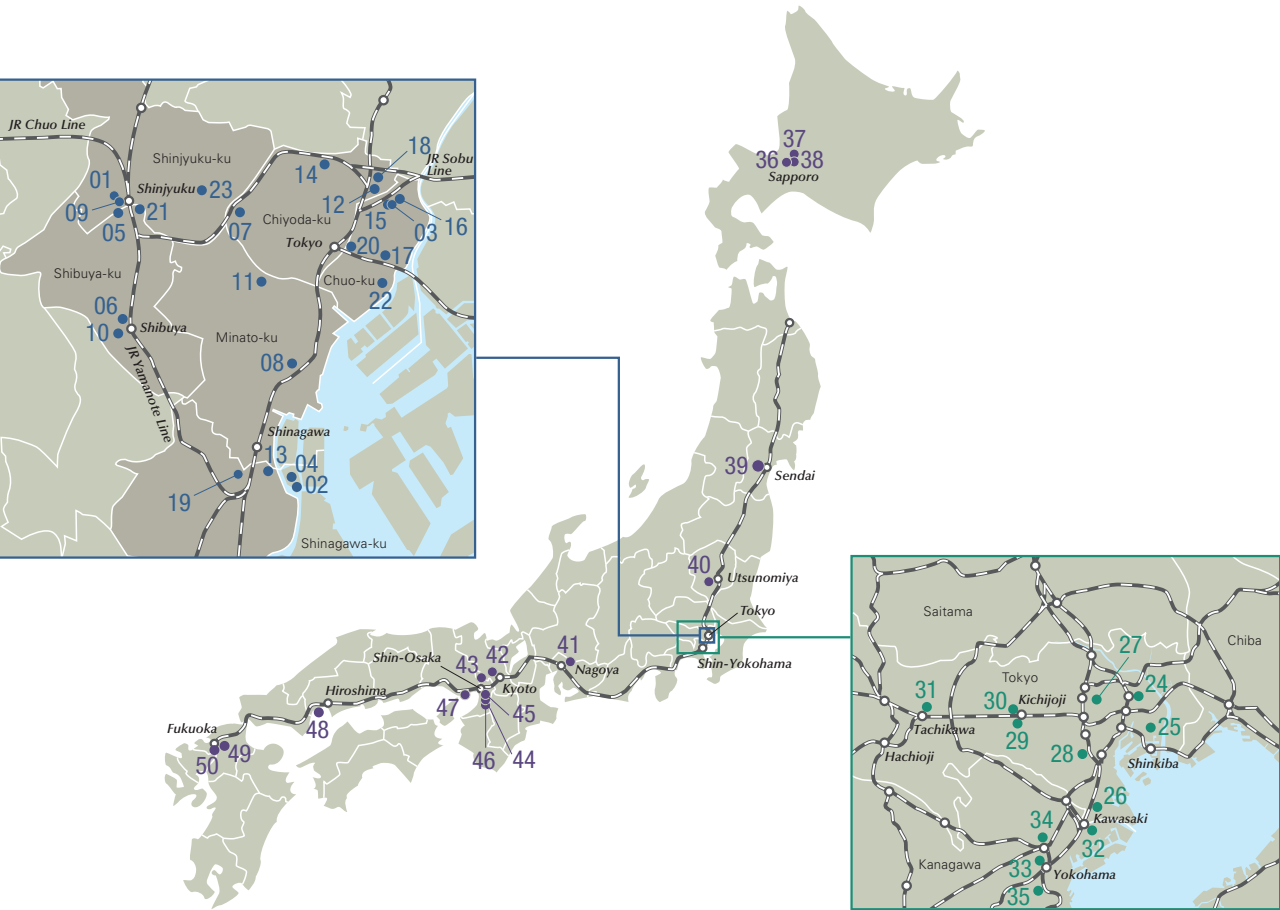 JR Chuo Line
Shinjyuku-ku
18
JR Sobu
Line
14
01
Shinjyuku
23
12
09
21
05
07
Chiyoda-ku
15
03
16
Tokyo
20
17
Shibuya-ku
11
Chuo-ku
22
06
10
Shibuya
Minato-ku
JR Yamanote Line
08
Shinagawa
13
04
02
19
Shinagawa-ku
37
36
38
Sapporo
39
Sendai
40
Utsunomiya
Tokyo
Shin-Yokohama
41
Nagoya
Shin-Osaka
43
42
Kyoto
Hiroshima
47
45
48
46
44
Fukuoka
49
50
Saitama
Chiba
27
Tokyo
24
31
30
Kichijoji
Tachikawa
29
25
Hachioji
28
Shinkiba
26
34
Kawasaki
32
Kanagawa
33
Yokohama
35